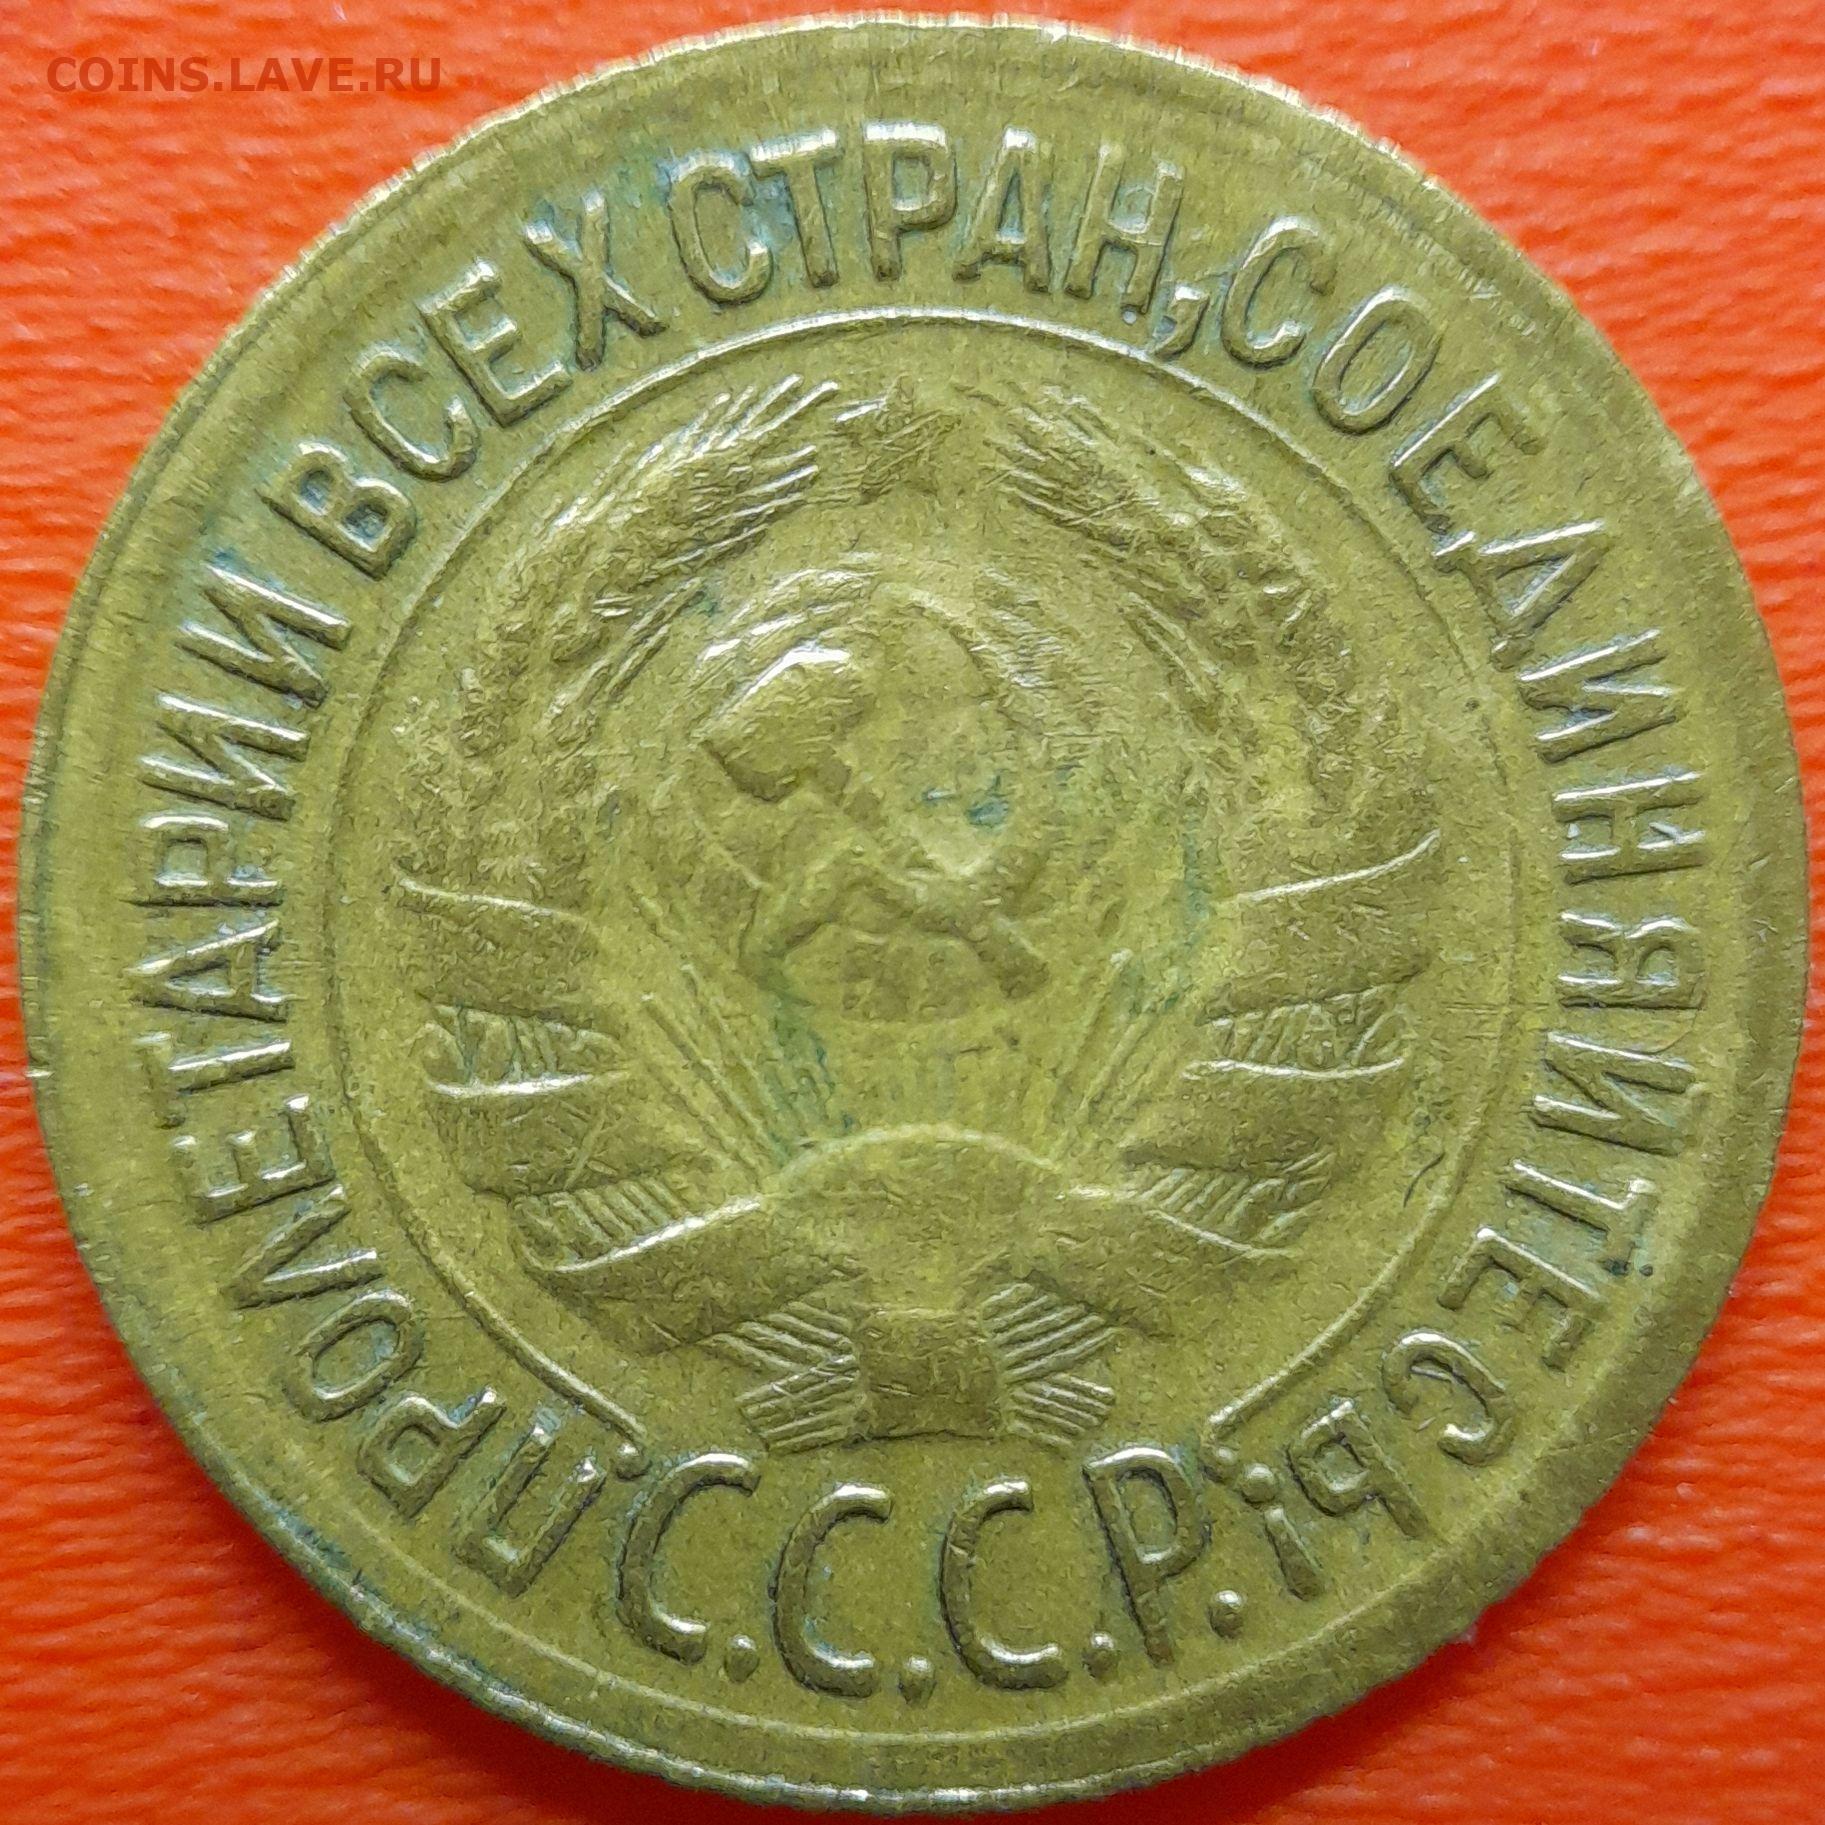 COINS.LAVE.RU
ПРОЛЕТАРИИ ВСЕХ СТРАН, СОЕДИНЯЙТЕСЬ!
С.С.С.Р.